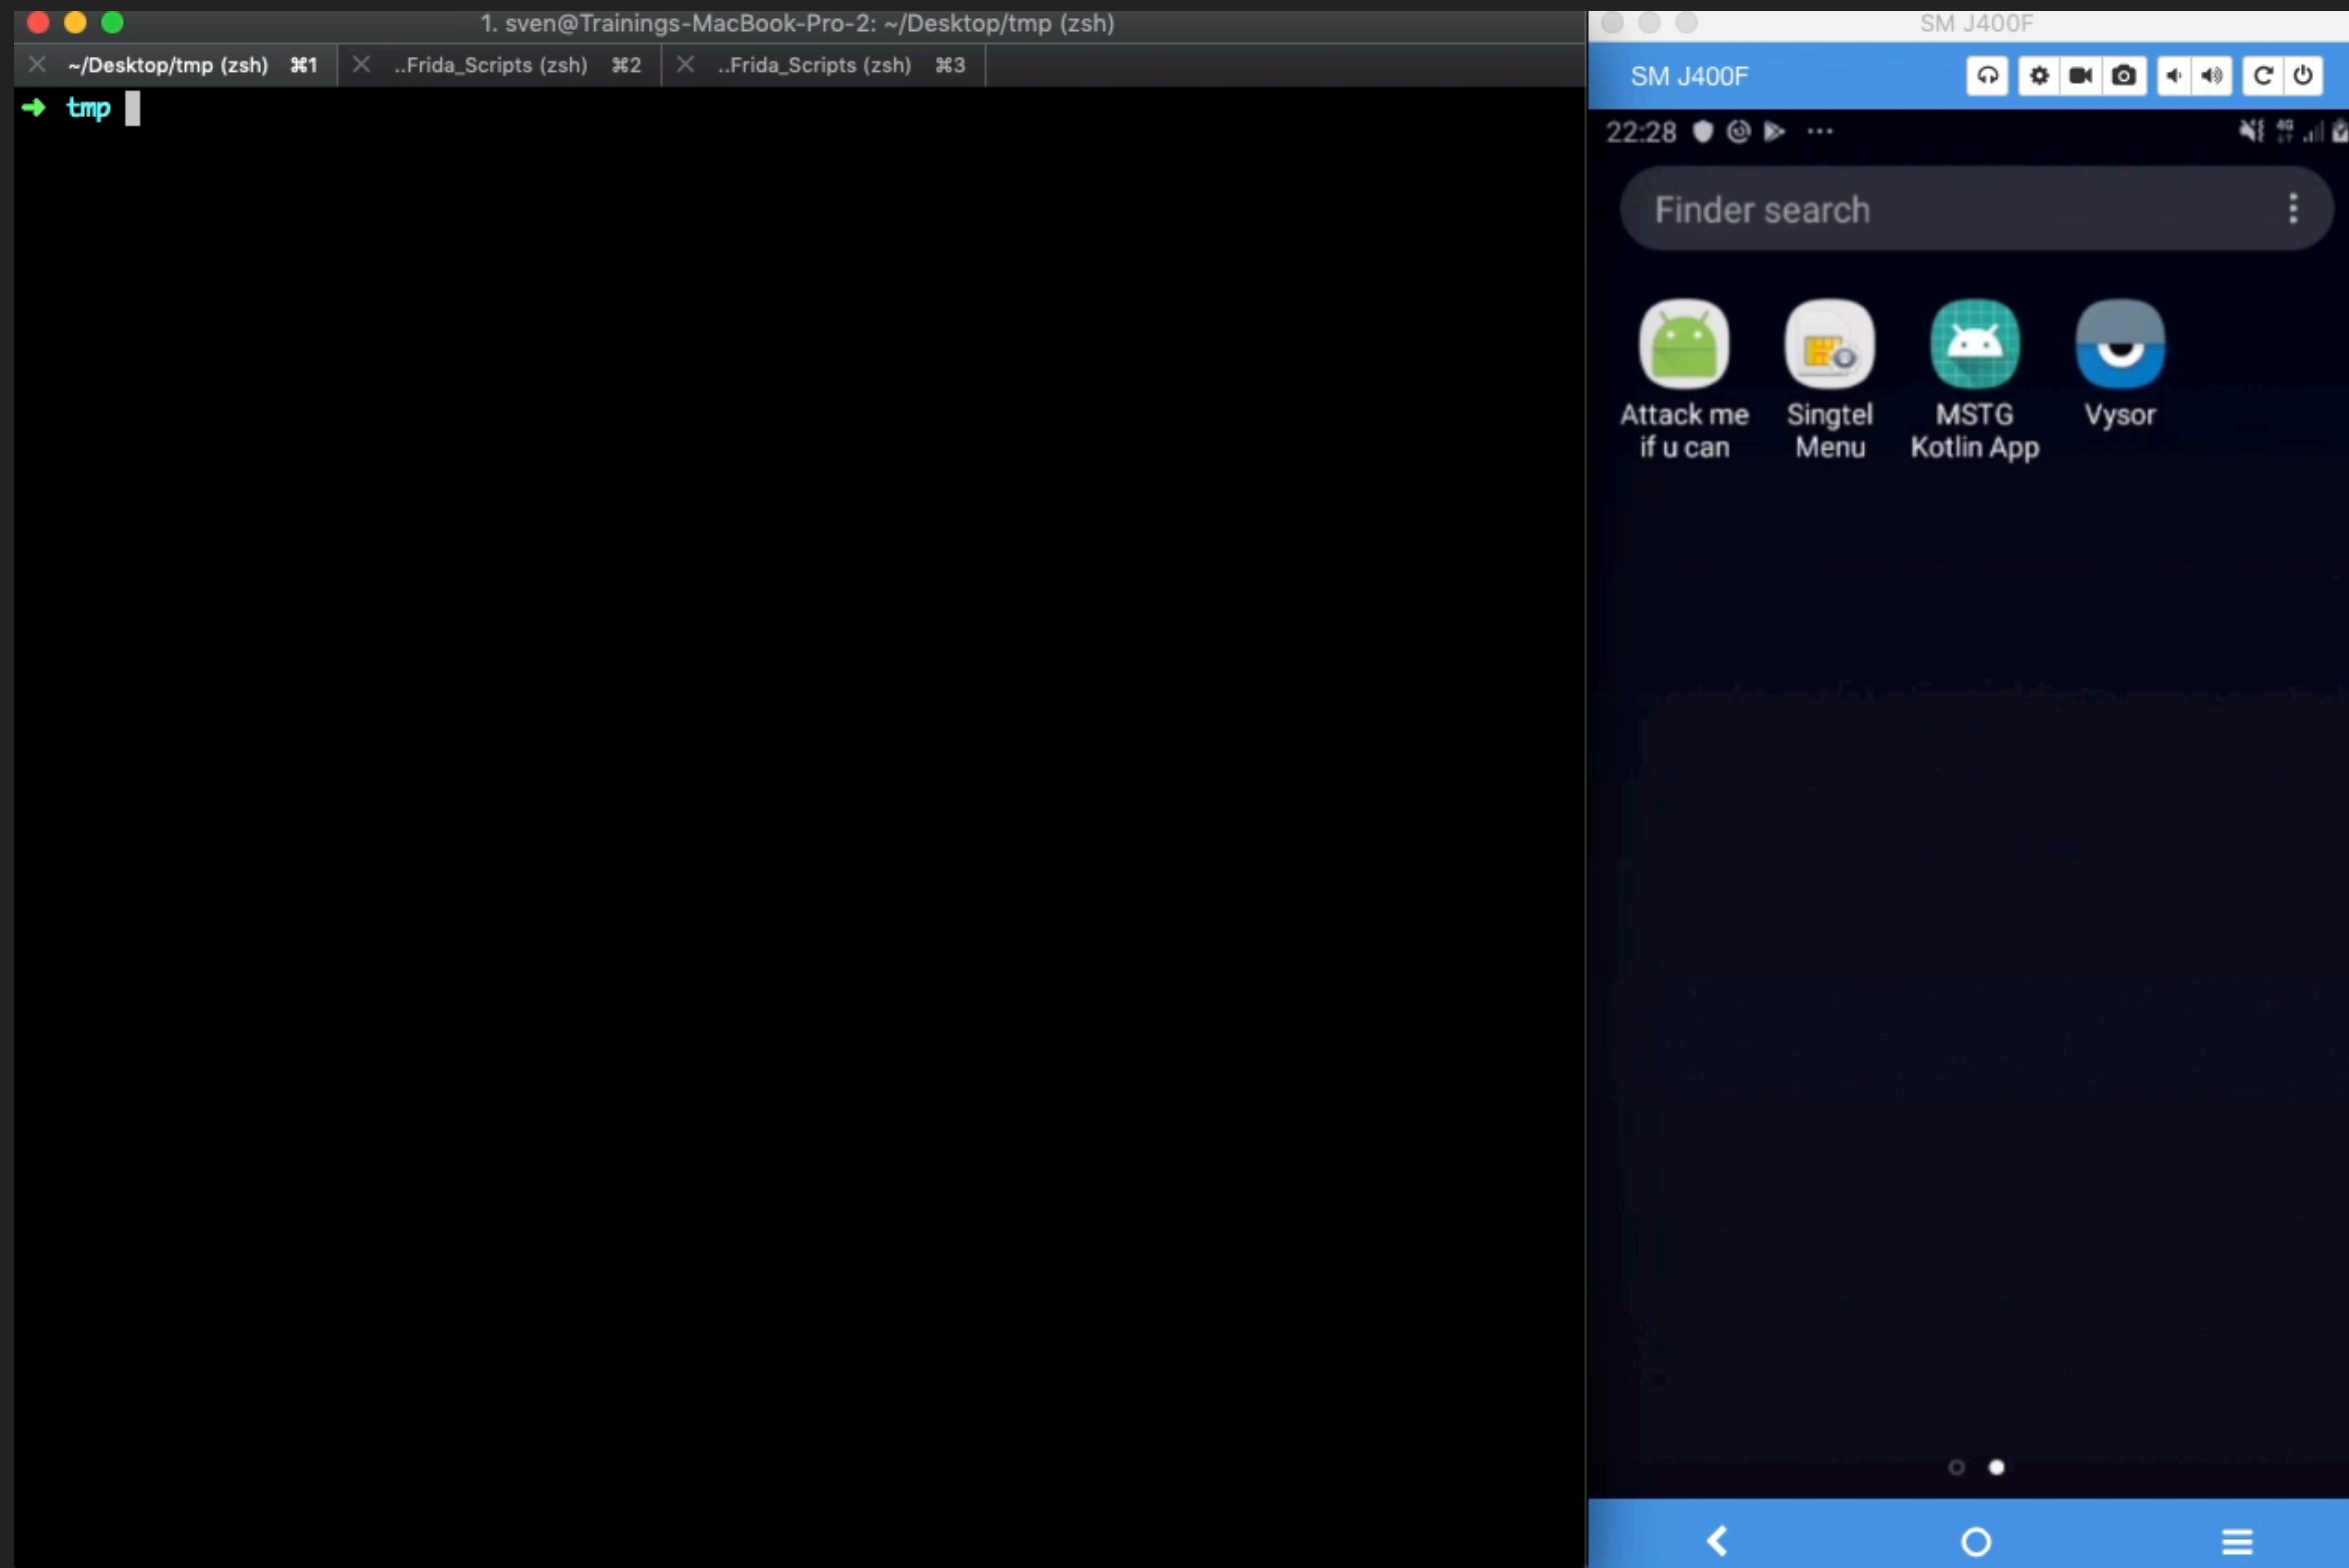 1. sven@Trainings-MacBook-Pro-2: ~/Desktop/tmp (zsh)
~/Desktop/tmp (zsh) ⌘1
..Frida_Scripts (zsh) ⌘2
..Frida_Scripts (zsh) ⌘3
➜ tmp
SM J400F
SM J400F
22:28
4G
Finder search
Attack me
if u can
Singtel
Menu
MSTG
Kotlin App
Vysor